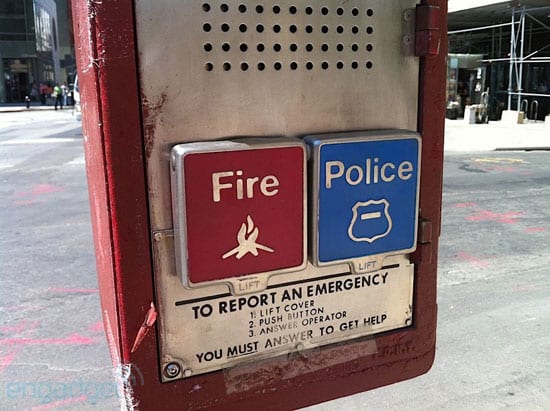 Fire
Police
LIFT
LIFT
TO REPORT AN EMERGENCY
1. LIFT COVER
2. PUSH BUTTON
3. ANSWER OPERATOR
YOU MUST ANSWER TO GET HELP
engadget